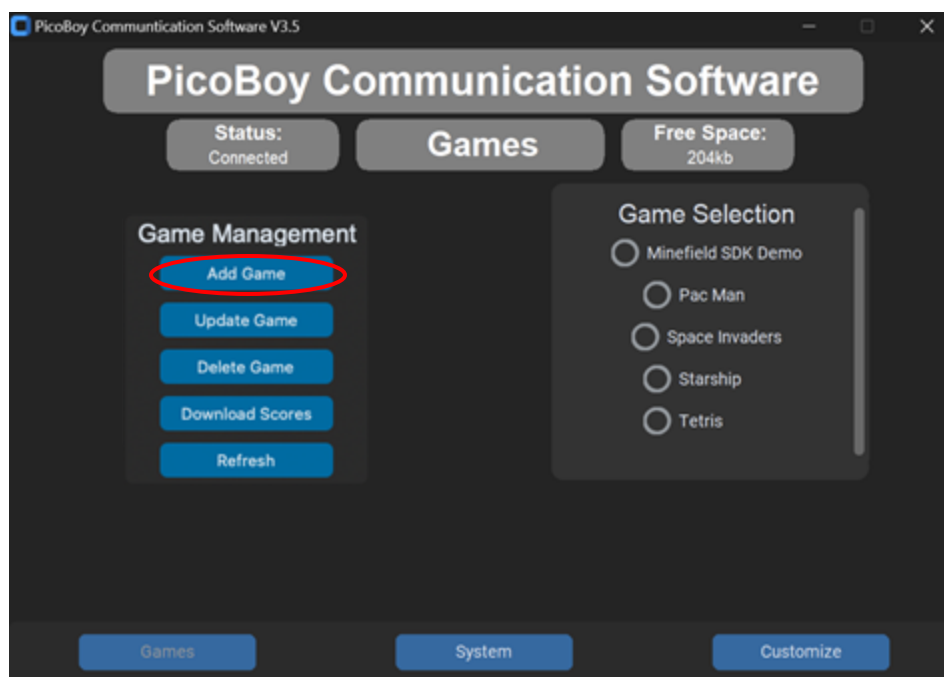 PicoBoy Communtication Software V3.5
PicoBoy Communication Software
Status:
Connected
Games
Free Space:
204kb
Game Management
Add Game
Update Game
Delete Game
Download Scores
Refresh
Game Selection
Minefield SDK Demo
Pac Man
Space Invaders
Starship
Tetris
Games
System
Customize